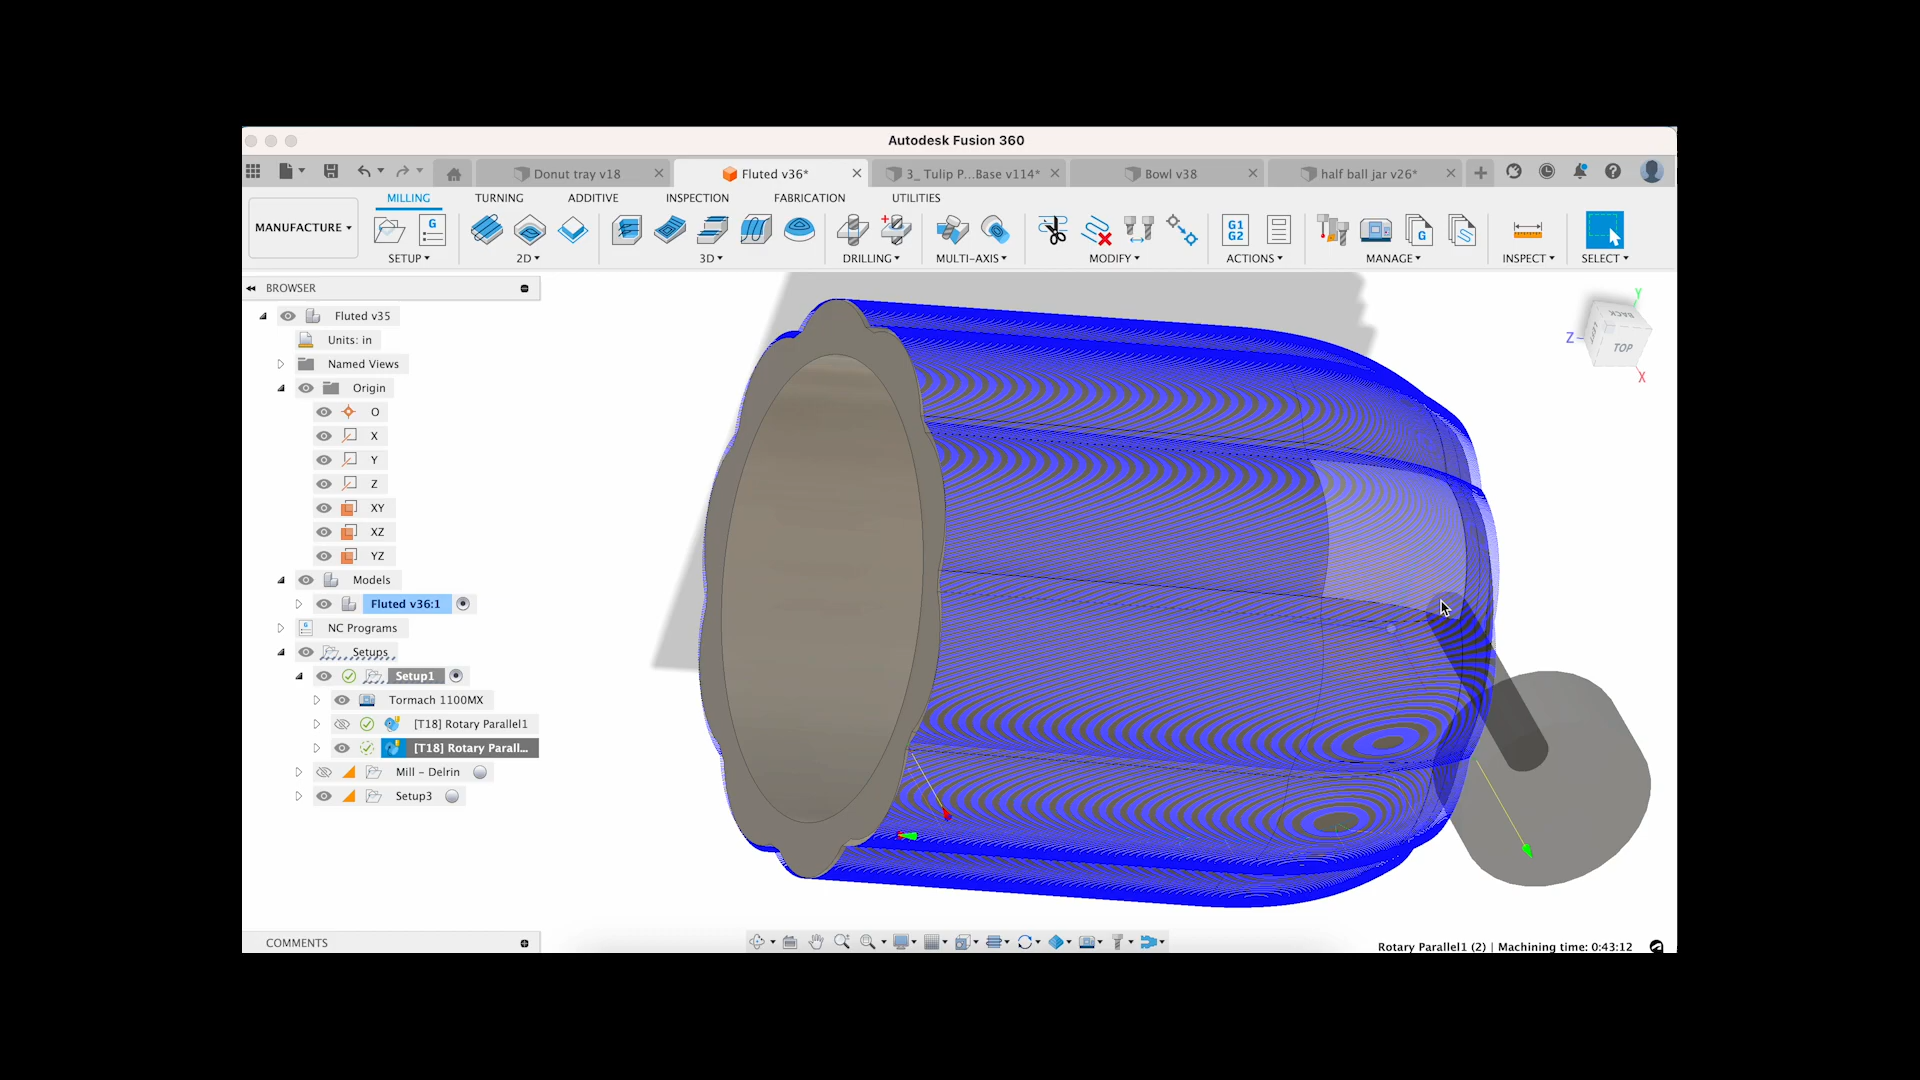 Autodesk Fusion 360
Donut tray v18
Fluted v36*
3_ Tulip P...Base v114*
Bowl v38
half ball jar v26*
MILLING TURNING ADDITIVE INSPECTION FABRICATION UTILITIES
MANUFACTURE
G
G1
G2
G
SETUP 2D 3D DRILLING MULTI-AXIS MODIFY ACTIONS MANAGE INSPECT SELECT
BROWSER
Fluted v35
Units: in
Named Views
Origin
O
X
Y
Z
XY
XZ
YZ
Models
Fluted v36:1
NC Programs
Setups
Setup1
Tormach 1100MX
[T18] Rotary Parallel1
[T18] Rotary Parall...
Mill - Delrin
Setup3
Y
BACK
Z
TOP
X
COMMENTS
Rotary Parallel1 (2) | Machining time: 0:43:12